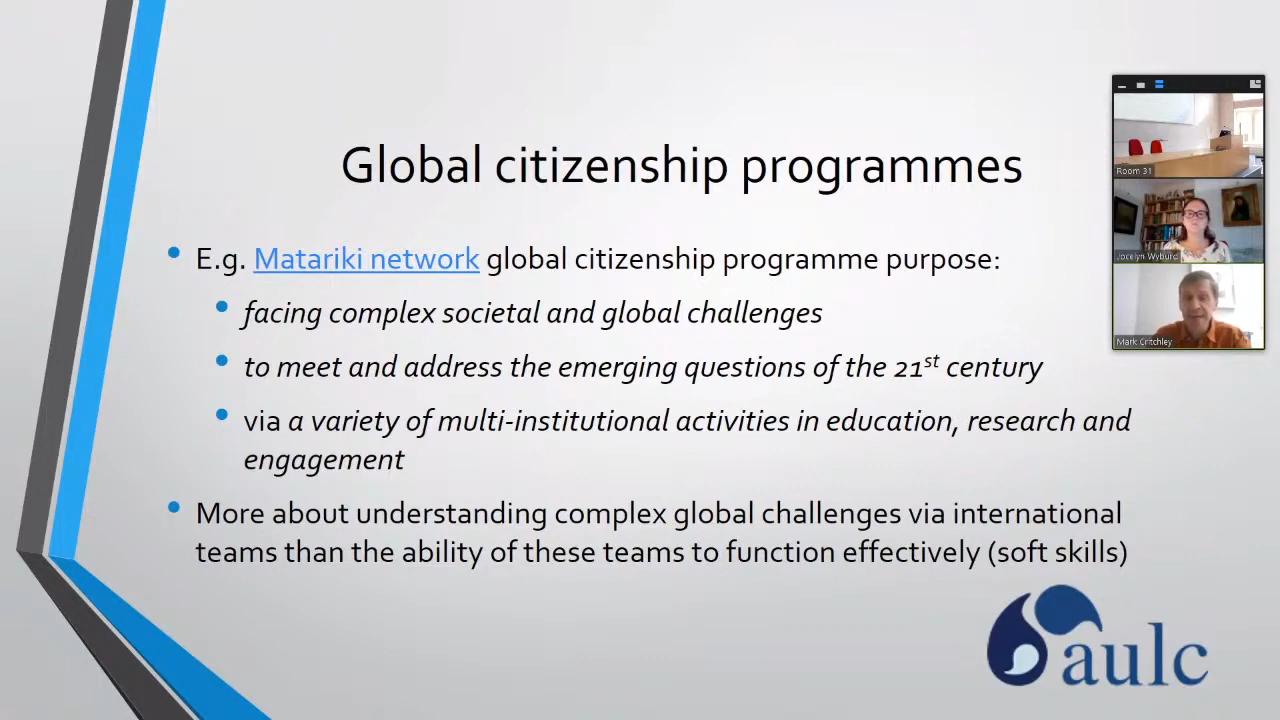 Global citizenship programmes
E.g. Matariki network global citizenship programme purpose:
facing complex societal and global challenges
to meet and address the emerging questions of the 21st century
via a variety of multi-institutional activities in education, research and
engagement
More about understanding complex global challenges via international
teams than the ability of these teams to function effectively (soft skills)
aulc
Room 31
Jocelyn Wyburd
Mark Critchley